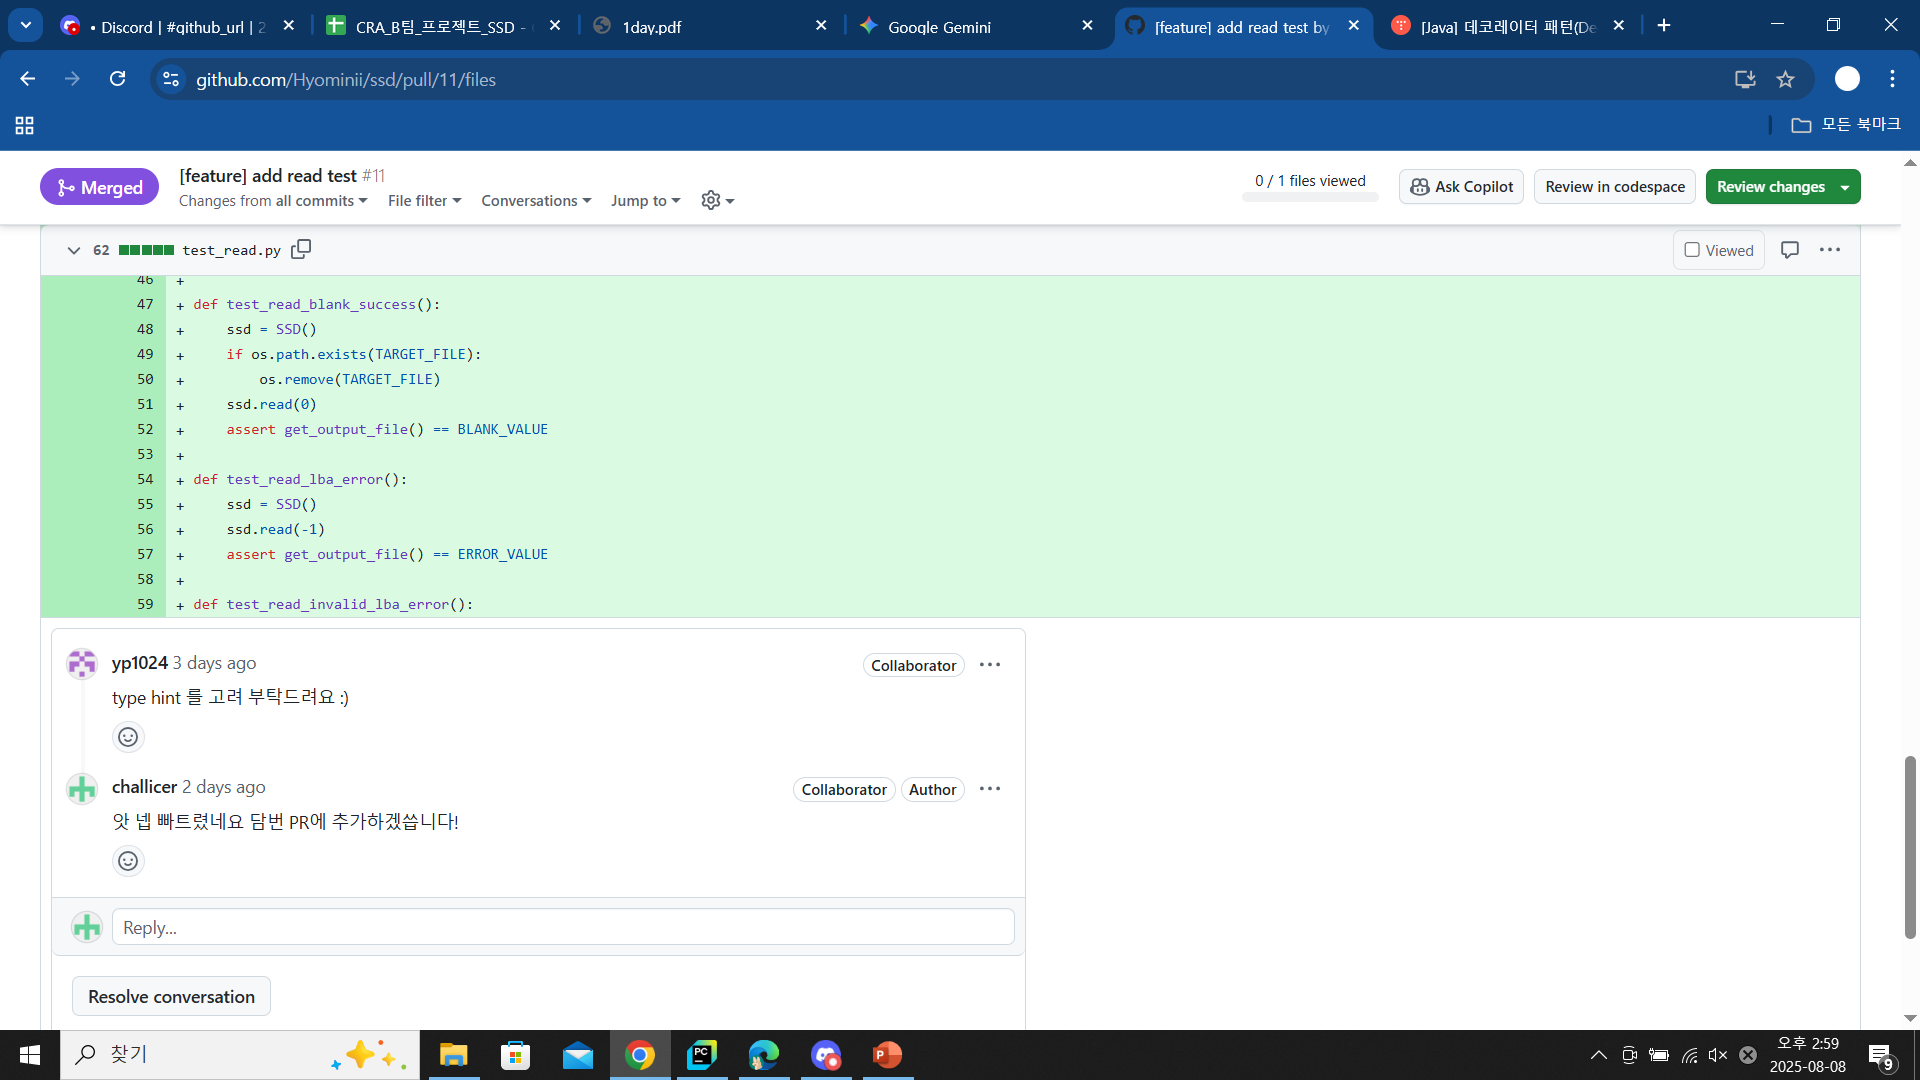 • Discord | #github_url | 2
CRA_B팀_프로젝트_SSD -
1day.pdf
Google Gemini
[feature] add read test by
[Java] 데코레이터 패턴(De
github.com/Hyominii/ssd/pull/11/files
모든 북마크
Merged
[feature] add read test #11
Changes from all commits
File filter
Conversations
Jump to
0 / 1 files viewed
Ask Copilot
Review in codespace
Review changes
62
test_read.py
Viewed
46 +
47 + def test_read_blank_success():
48 + ssd = SSD()
49 + if os.path.exists(TARGET_FILE):
50 + os.remove(TARGET_FILE)
51 + ssd.read(0)
52 + assert get_output_file() == BLANK_VALUE
53 +
54 + def test_read_lba_error():
55 + ssd = SSD()
56 + ssd.read(-1)
57 + assert get_output_file() == ERROR_VALUE
58 +
59 + def test_read_invalid_lba_error():
yp1024 3 days ago
Collaborator
type hint 를 고려 부탁드려요 :)
challicer 2 days ago
Collaborator
Author
앗 넵 빠트렸네요 담번 PR에 추가하겠씁니다!
Reply...
Resolve conversation
찾기
PC
P
오후 2:59
2025-08-08
9